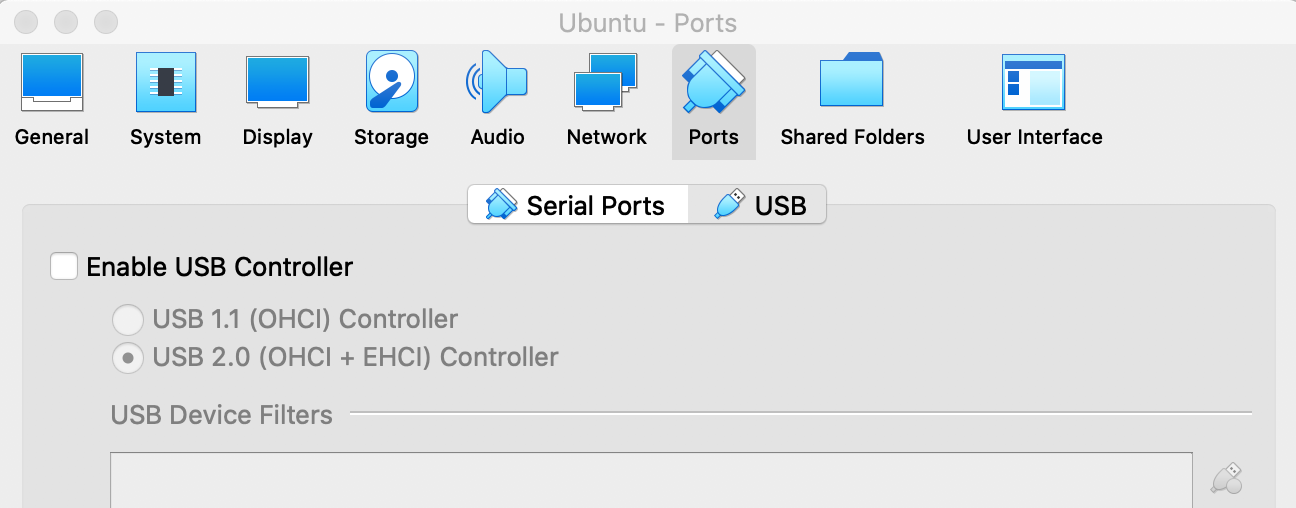 Ubuntu - Ports
General System Display Storage Audio Network Ports Shared Folders User Interface
Serial Ports USB
Enable USB Controller
USB 1.1 (OHCI) Controller
USB 2.0 (OHCI + EHCI) Controller
USB Device Filters